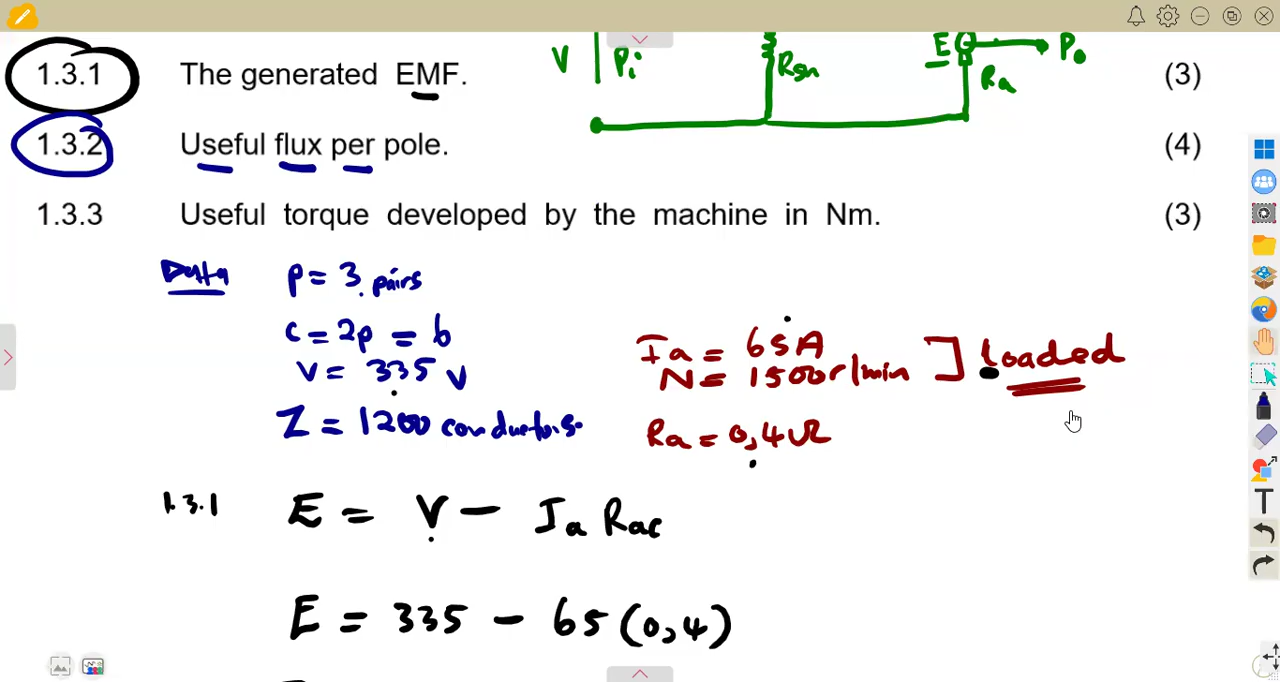 V Pi Rsh E Ra Po
1.3.1 The generated EMF. (3)
1.3.2 Useful flux per pole. (4)
1.3.3 Useful torque developed by the machine in Nm. (3)
Data p = 3 pairs
c = 2p = 6
V = 335 V
Z = 1200 conductors
Ia = 65A
N = 1500r/min ] Loaded
Ra = 0,4Ω
1.3.1 E = V - Ia Rac
E = 335 - 65(0,4)
T